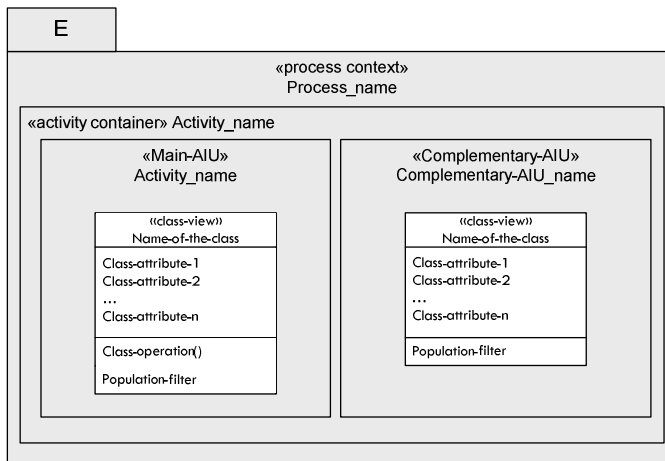 E
«process context»
Process_name
«activity container» Activity_name
«Main-AIU»
Activity_name
«class-view»
Name-of-the-class
Class-attribute-1
Class-attribute-2
...
Class-attribute-n
Class-operation()
Population-filter
«Complementary-AIU»
Complementary-AIU_name
«class-view»
Name-of-the-class
Class-attribute-1
Class-attribute-2
...
Class-attribute-n
Population-filter